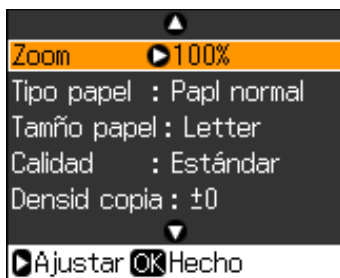 Zoom 100%
Tipo papel : Papl normal
Tamño papel : Letter
Calidad : Estándar
Densid copia : ±0
Ajustar OK Hecho